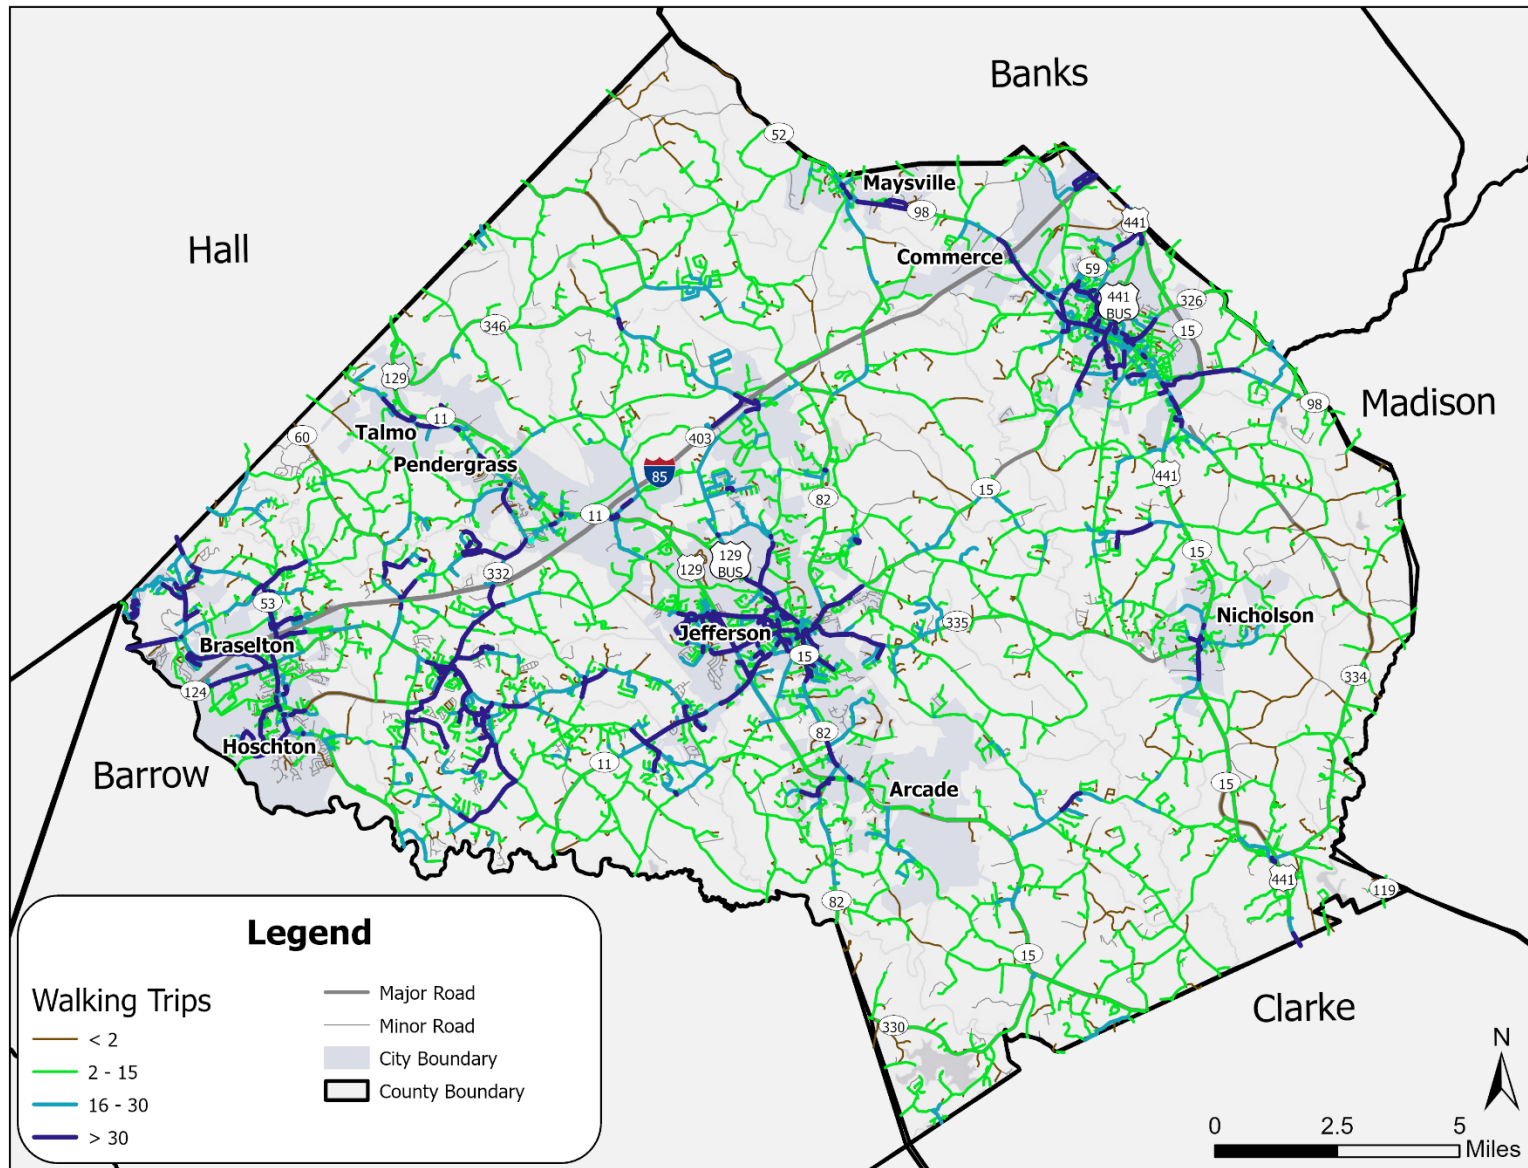 Banks
52
Maysville
98
441
Hall
Commerce
59
441
BUS
326
15
346
129
11
Talmo
60
98
Madison
403
Pendergrass
85
441
82
15
11
15
129
129
BUS
332
53
Nicholson
335
Jefferson
Braselton
15
124
334
82
Hoschton
11
Barrow
15
Arcade
441
119
82
Legend
15
Walking Trips
Major Road
< 2
Minor Road
2 - 15
City Boundary
16 - 30
County Boundary
> 30
330
Clarke
N
0 2.5 5
Miles